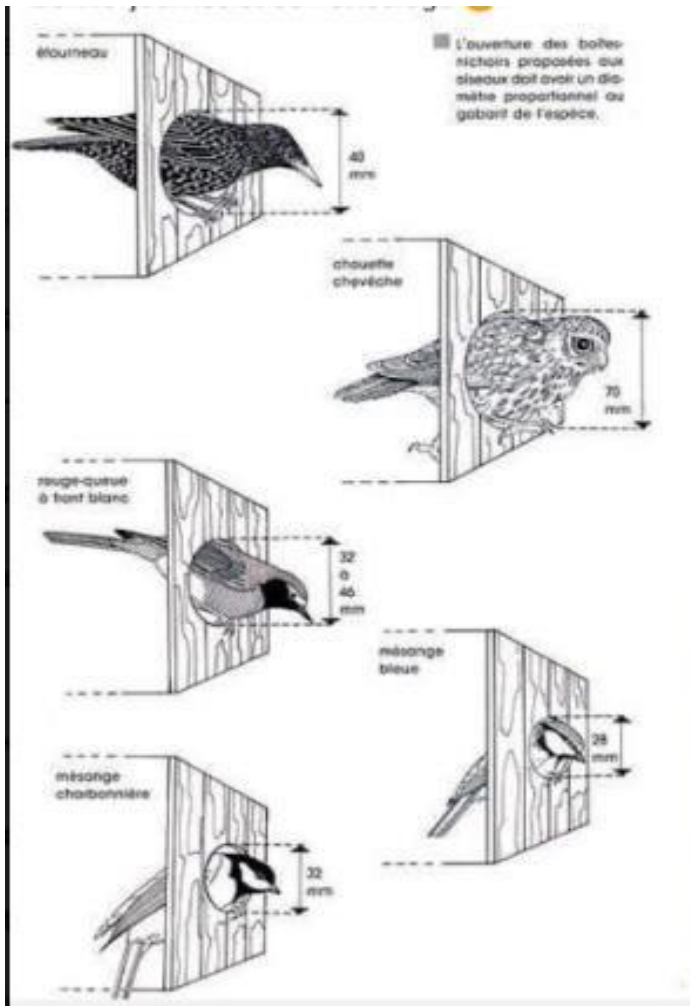 étourneau
L'ouverture des boîtes-
nichoirs proposées aux
oiseaux doit avoir un dia-
mètre proportionnel au
gabarit de l'espèce.
40
mm
chouette
chevêche
70
mm
rouge-queue
à front blanc
32
à
46
mm
mésange
bleue
28
mm
mésange
charbonnière
32
mm